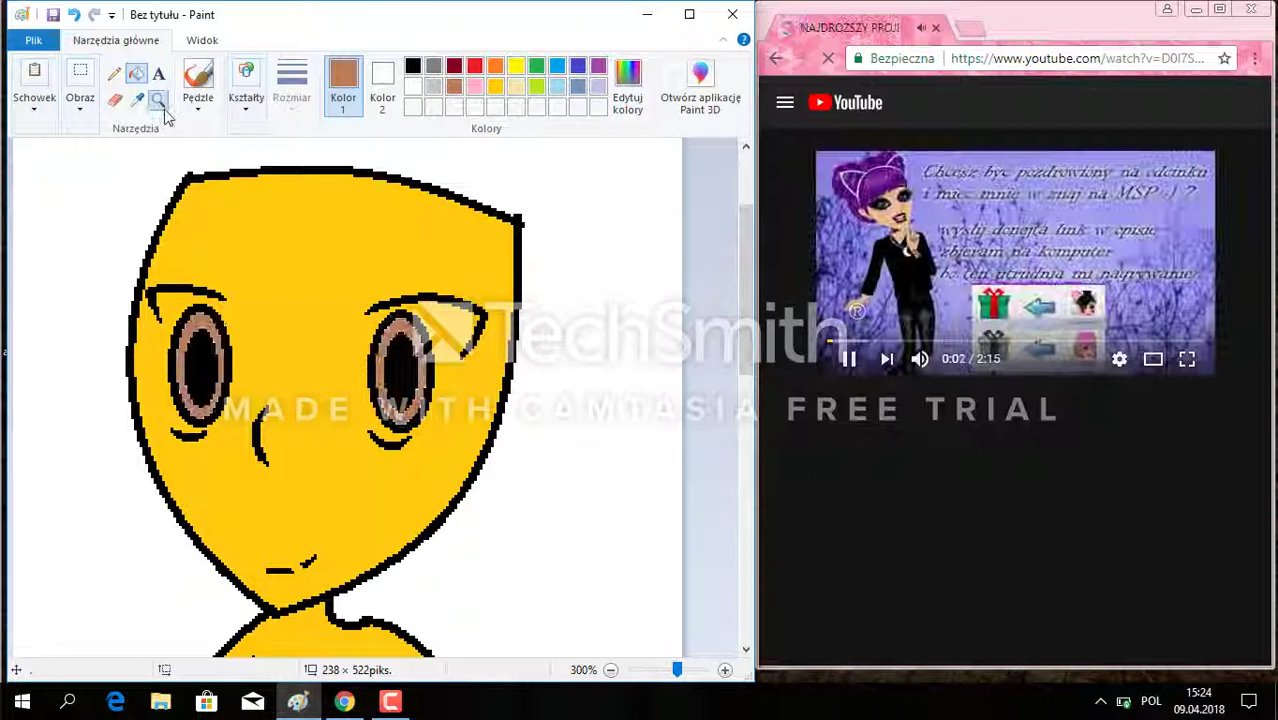 Bez tytułu - Paint
Plik
Narzędzia główne
Widok
Schowek
Obraz
Pędzle
Kształty
Rozmiar
Kolor
1
Kolor
2
Edytuj
kolory
Otwórz aplikację
Paint 3D
Narzędzia
Kolory
NAJDROŻSZY PROJ
Bezpieczna
https://www.youtube.com/watch?v=D0I7S...
YouTube
Chcesz być pozdrowiony na odcinku
i mieć mnie w znaj na MSP :) ?
wyślij donejta link w opisie
zbieram na komputer
bo ten utrudnia mi nagrywanie
0:02 / 2:15
TechSmith
MADE WITH CAMTASIA FREE TRIAL
238 × 522piks.
300%
POL
15:24
09.04.2018